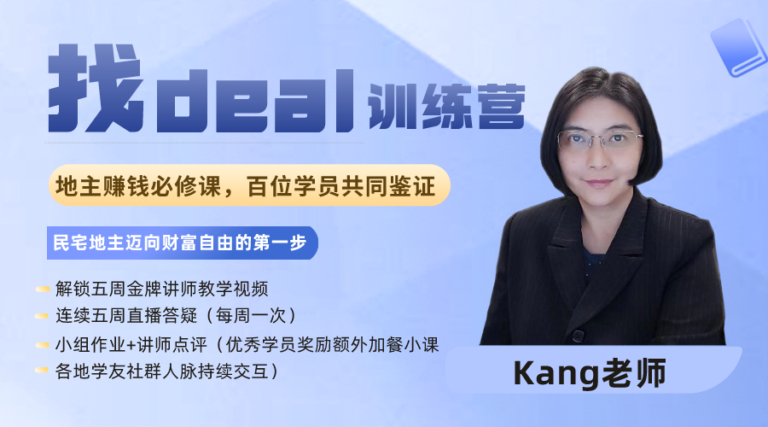 找deal训练营
地主赚钱必修课，百位学员共同鉴证
民宅地主迈向财富自由的第一步
解锁五周金牌讲师教学视频
连续五周直播答疑（每周一次）
小组作业+讲师点评（优秀学员奖励额外加餐小课
各地学友社群人脉持续交互）
Kang老师